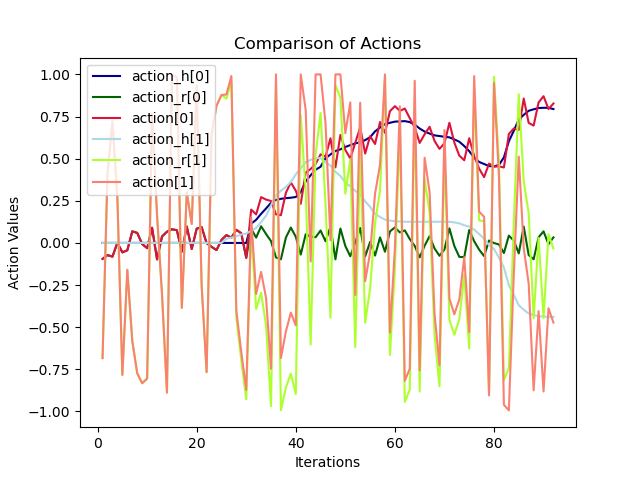 Comparison of Actions
action_h[0]
action_r[0]
action[0]
action_h[1]
action_r[1]
action[1]
1.00
0.75
0.50
0.25
0.00
−0.25
−0.50
−0.75
−1.00
Action Values
0 20 40 60 80
Iterations